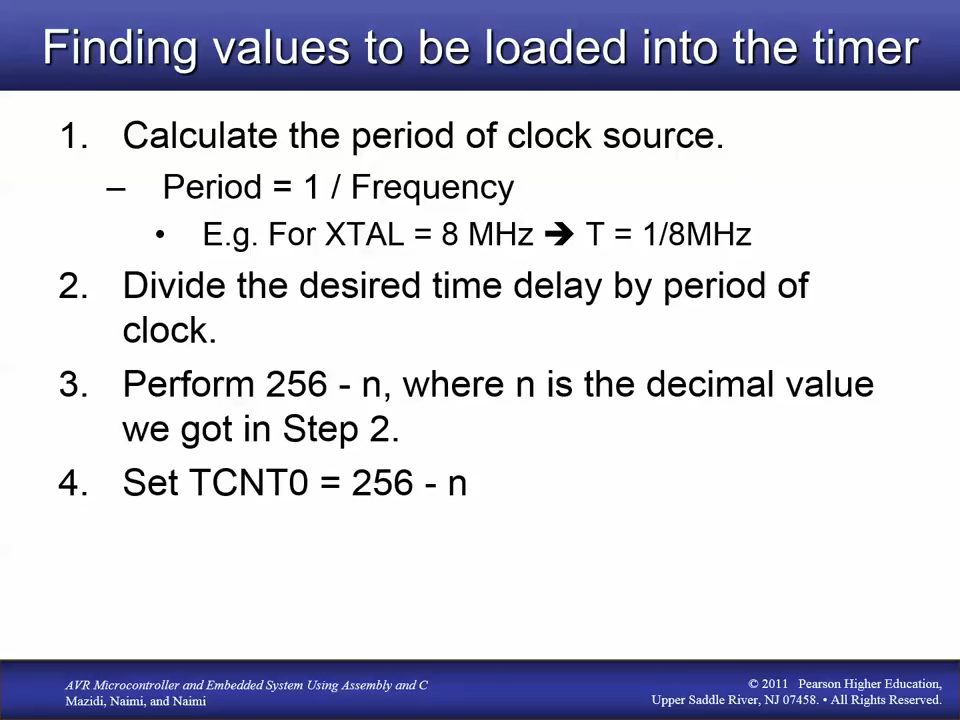 Finding values to be loaded into the timer
1. Calculate the period of clock source.
– Period = 1 / Frequency
• E.g. For XTAL = 8 MHz ➔ T = 1/8MHz
2. Divide the desired time delay by period of
clock.
3. Perform 256 - n, where n is the decimal value
we got in Step 2.
4. Set TCNT0 = 256 - n
AVR Microcontroller and Embedded System Using Assembly and C
Mazidi, Naimi, and Naimi
© 2011 Pearson Higher Education,
Upper Saddle River, NJ 07458. • All Rights Reserved.